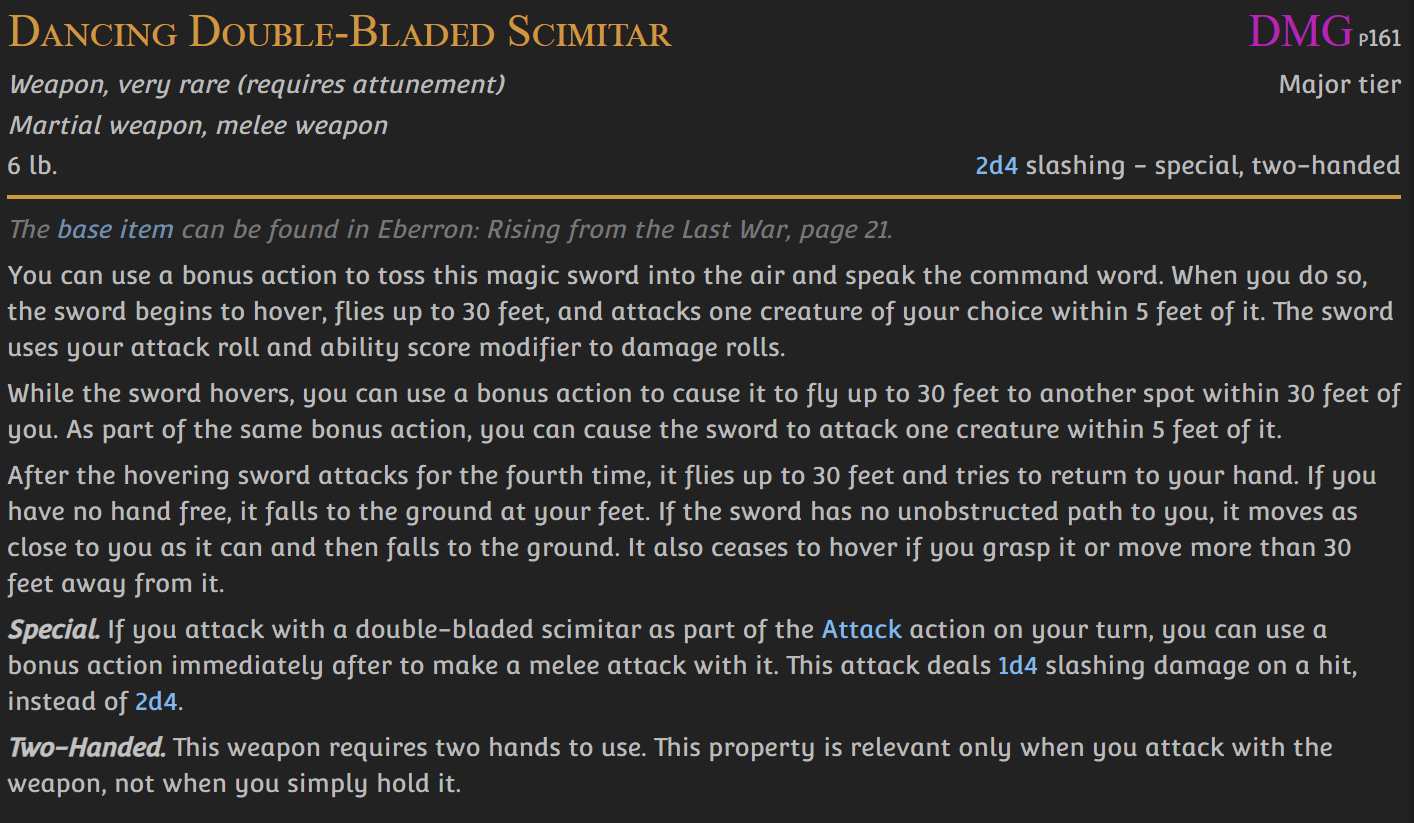 Dancing Double-Bladed Scimitar DMG P161
Weapon, very rare (requires attunement) Major tier
Martial weapon, melee weapon
6 lb. 2d4 slashing - special, two-handed
The base item can be found in Eberron: Rising from the Last War, page 21.
You can use a bonus action to toss this magic sword into the air and speak the command word. When you do so,
the sword begins to hover, flies up to 30 feet, and attacks one creature of your choice within 5 feet of it. The sword
uses your attack roll and ability score modifier to damage rolls.
While the sword hovers, you can use a bonus action to cause it to fly up to 30 feet to another spot within 30 feet of
you. As part of the same bonus action, you can cause the sword to attack one creature within 5 feet of it.
After the hovering sword attacks for the fourth time, it flies up to 30 feet and tries to return to your hand. If you
have no hand free, it falls to the ground at your feet. If the sword has no unobstructed path to you, it moves as
close to you as it can and then falls to the ground. It also ceases to hover if you grasp it or move more than 30
feet away from it.
Special. If you attack with a double-bladed scimitar as part of the Attack action on your turn, you can use a
bonus action immediately after to make a melee attack with it. This attack deals 1d4 slashing damage on a hit,
instead of 2d4.
Two-Handed. This weapon requires two hands to use. This property is relevant only when you attack with the
weapon, not when you simply hold it.